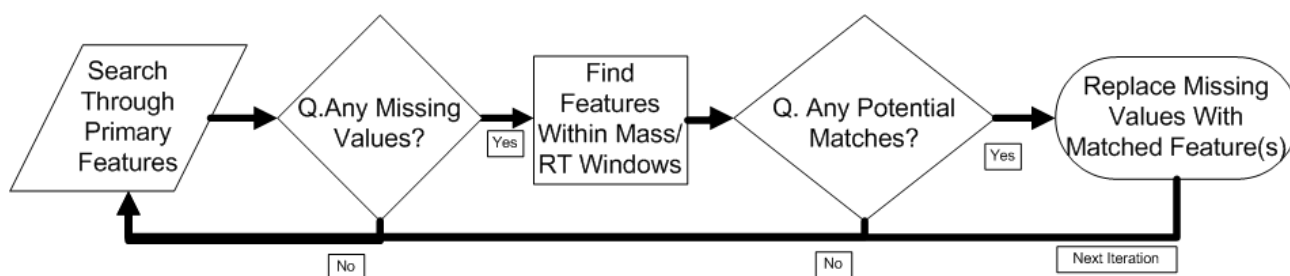 Search
Through
Primary
Features
Q.Any Missing
Values?
Yes
Find
Features
Within Mass/
RT Windows
Q. Any Potential
Matches?
Yes
Replace Missing
Values With
Matched Feature(s)
No
No
Next Iteration